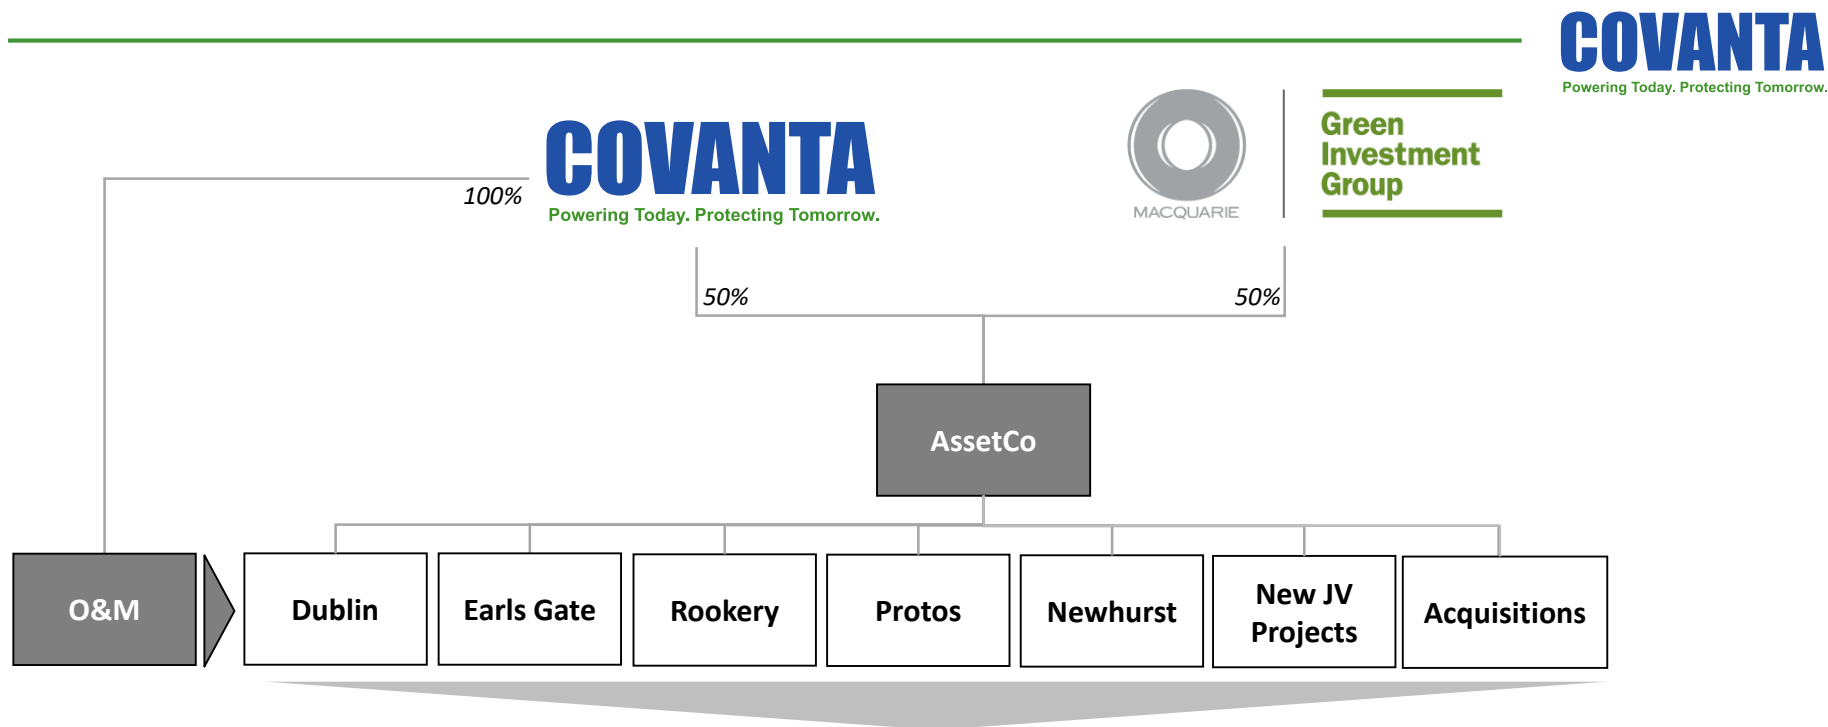 COVANTA
Powering Today. Protecting Tomorrow.
COVANTA
Powering Today. Protecting Tomorrow.
MACQUARIE
Green
Investment
Group
100%
50%
50%
AssetCo
O&M
Dublin
Earls Gate
Rookery
Protos
Newhurst
New JV
Projects
Acquisitions